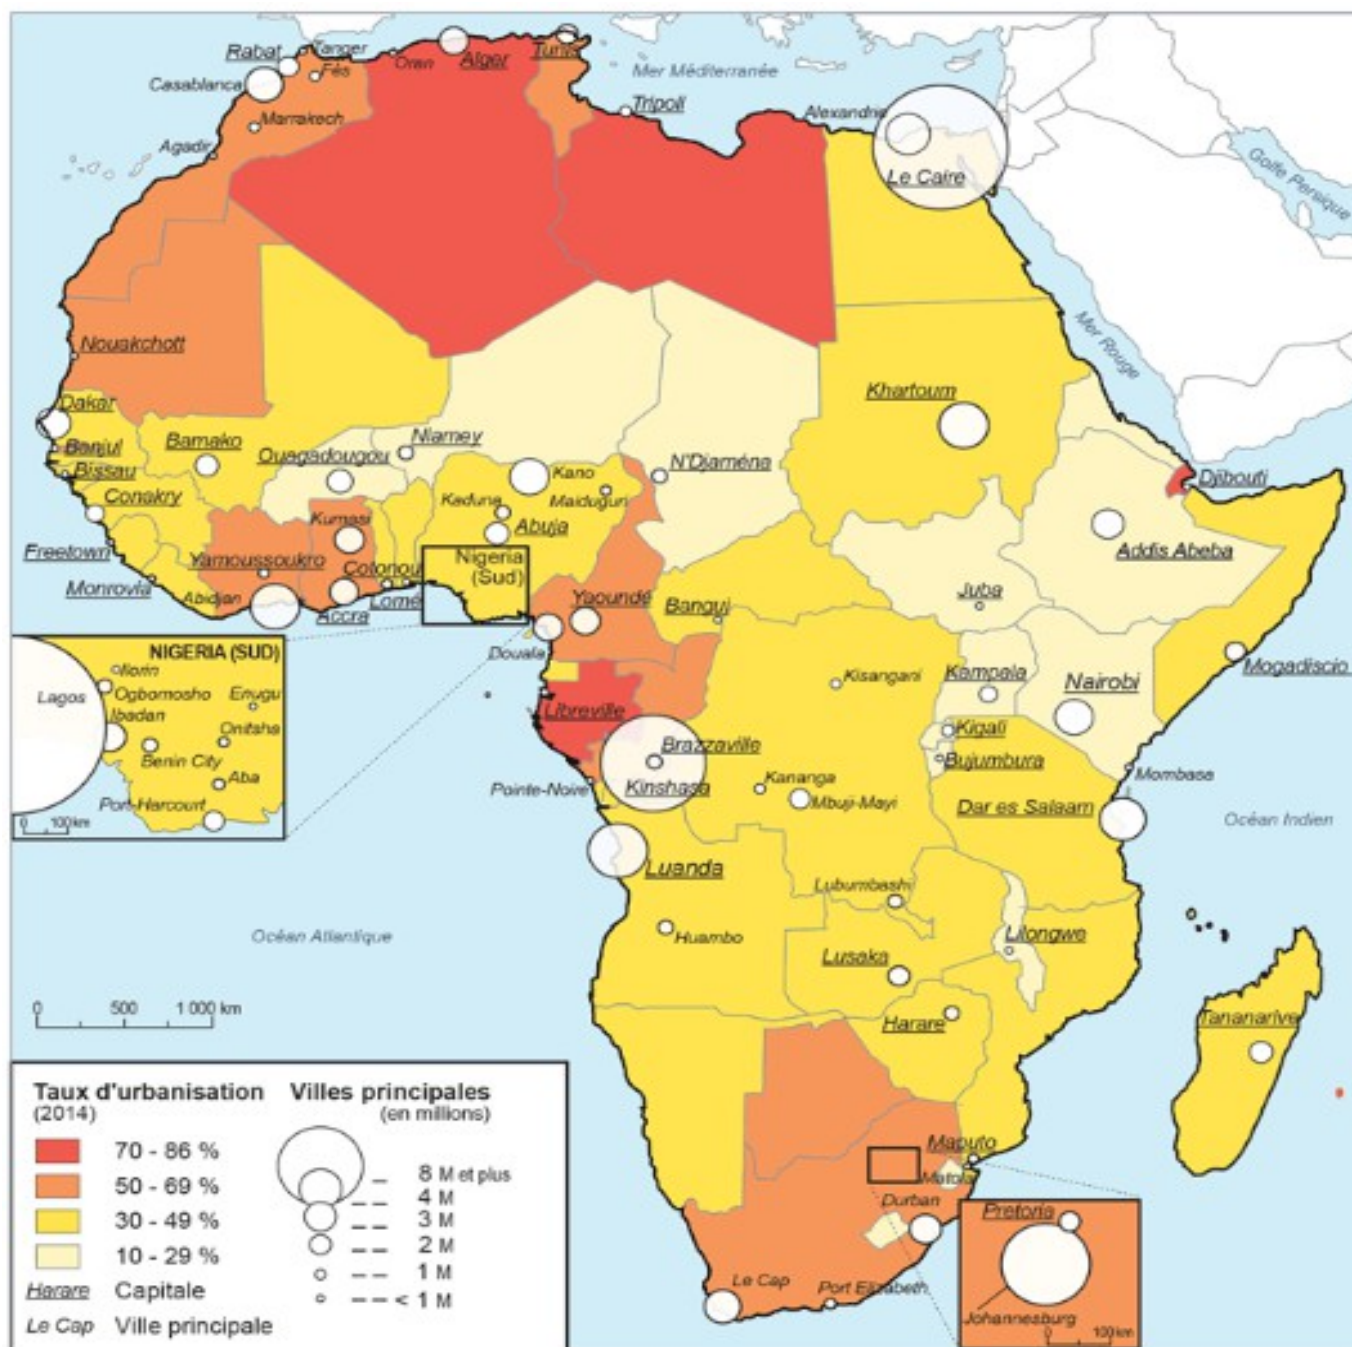 Rabat
Tanger
Oran
Alger
Tunis
Casablanca
Fès
Marrakech
Agadir
Mer Méditerranée
Tripoli
Alexandrie
Le Caire
Golfe Persique
Mer Rouge
Nouakchott
Dakar
Banjul
Bissau
Bamako
Ouagadougou
Niamey
Conakry
Kano
Kaduna
Maiduguri
Abuja
N'Djaména
Khartoum
Djibouti
Addis Abeba
Freetown
Monrovia
Yamoussoukro
Kumasi
Abidjan
Accra
Cotonou
Lomé
Nigeria
(Sud)
Yaoundé
Douala
Bangui
Juba
Mogadiscio
NIGERIA (SUD)
Ilorin
Lagos
Ogbomosho
Enugu
Ibadan
Onitsha
Benin City
Aba
Port-Harcourt
0 100 km
Libreville
Kisangani
Kampala
Nairobi
Brazzaville
Kinshasa
Kigali
Bujumbura
Pointe-Noire
Kananga
Mbuji-Mayi
Mombasa
Dar es Salaam
Océan Indien
Luanda
Lubumbashi
Océan Atlantique
Huambo
Lilongwe
Lusaka
Harare
Tananarive
0 500 1 000 km
Maputo
Matola
Durban
Pretoria
Le Cap
Port Elizabeth
Johannesburg
0 100 km
Taux d'urbanisation
(2014)
70 - 86 %
50 - 69 %
30 - 49 %
10 - 29 %
Harare Capitale
Le Cap Ville principale
Villes principales
(en millions)
8 M et plus
4 M
3 M
2 M
1 M
< 1 M